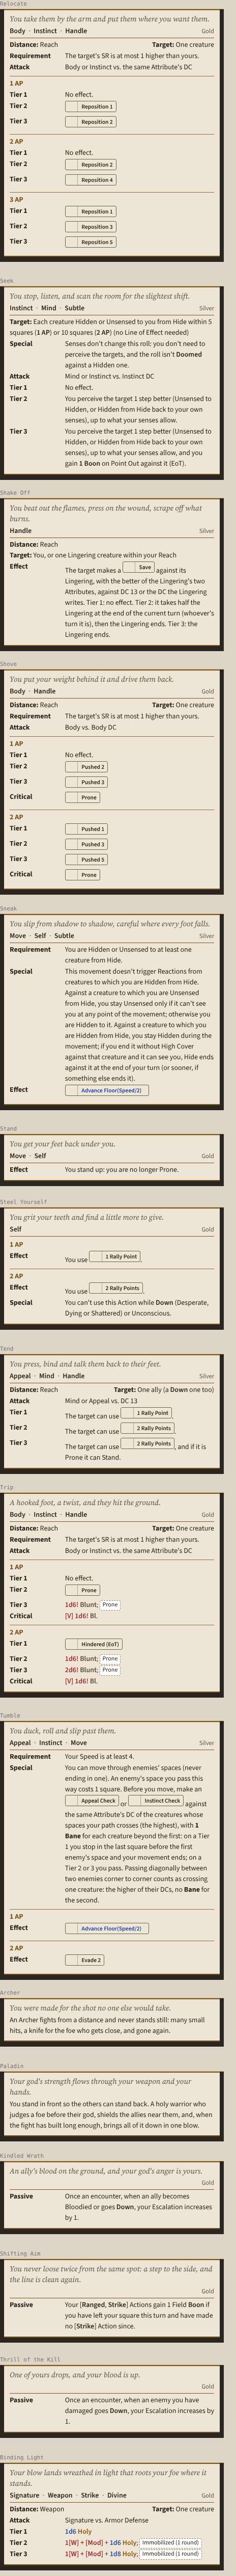 Relocate
You take them by the arm and put them where you want them.
Body · Instinct · Handle Gold
Distance: Reach Target: One creature
Requirement The target's SR is at most 1 higher than yours.
Attack Body or Instinct vs. the same Attribute's DC
1 AP
Tier 1 No effect.
Tier 2 Reposition 1
Tier 3 Reposition 2
2 AP
Tier 1 No effect.
Tier 2 Reposition 2
Tier 3 Reposition 4
3 AP
Tier 1 Reposition 1
Tier 2 Reposition 3
Tier 3 Reposition 5
Seek
You stop, listen, and scan the room for the slightest shift.
Instinct · Mind · Subtle Silver
Target: Each creature Hidden or Unsensed to you from Hide within 5
squares (1 AP) or 10 squares (2 AP) (no Line of Effect needed)
Special Senses don't change this roll: you don't need to
perceive the targets, and the roll isn't Doomed
against a Hidden one.
Attack Mind or Instinct vs. Instinct DC
Tier 1 No effect.
Tier 2 You perceive the target 1 step better (Unsensed to
Hidden, or Hidden from Hide back to your own
senses), up to what your senses allow.
Tier 3 You perceive the target 1 step better (Unsensed to
Hidden, or Hidden from Hide back to your own
senses), up to what your senses allow, and you
gain 1 Boon on Point Out against it (EoT).
Shake Off
You beat out the flames, press on the wound, scrape off what
burns.
Handle Silver
Distance: Reach
Target: You, or one Lingering creature within your Reach
Effect The target makes a Save against its
Lingering, with the better of the Lingering's two
Attributes, against DC 13 or the DC the Lingering
writes. Tier 1: no effect. Tier 2: it takes half the
Lingering at the end of the current turn (whoever's
turn it is), then the Lingering ends. Tier 3: the
Lingering ends.
Shove
You put your weight behind it and drive them back.
Body · Handle Gold
Distance: Reach Target: One creature
Requirement The target's SR is at most 1 higher than yours.
Attack Body vs. Body DC
1 AP
Tier 1 No effect.
Tier 2 Pushed 2
Tier 3 Pushed 3
Critical Prone
2 AP
Tier 1 Pushed 1
Tier 2 Pushed 3
Tier 3 Pushed 5
Critical Prone
Sneak
You slip from shadow to shadow, careful where every foot falls.
Move · Self · Subtle Silver
Requirement You are Hidden or Unsensed to at least one
creature from Hide.
Special This movement doesn't trigger Reactions from
creatures to which you are Hidden from Hide.
Against a creature to which you are Unsensed
from Hide, you stay Unsensed only if it can't see
you at any point of the movement; otherwise you
are Hidden to it. Against a creature to which you
are Hidden from Hide, you stay Hidden during the
movement; if you end it without High Cover
against that creature and it can see you, Hide ends
against it at the end of your turn (or sooner, if
something else ends it).
Effect Advance Floor(Speed/2)
Stand
You get your feet back under you.
Move · Self Gold
Effect You stand up: you are no longer Prone.
Steel Yourself
You grit your teeth and find a little more to give.
Self Gold
1 AP
Effect You use 1 Rally Point.
2 AP
Effect You use 2 Rally Points.
Special You can't use this Action while Down (Desperate,
Dying or Shattered) or Unconscious.
Tend
You press, bind and talk them back to their feet.
Appeal · Mind · Handle Silver
Distance: Reach Target: One ally (a Down one too)
Attack Mind or Appeal vs. DC 13
Tier 1 The target can use 1 Rally Point.
Tier 2 The target can use 2 Rally Points.
Tier 3 The target can use 2 Rally Points, and if it is
Prone it can Stand.
Trip
A hooked foot, a twist, and they hit the ground.
Body · Instinct · Handle Gold
Distance: Reach Target: One creature
Requirement The target's SR is at most 1 higher than yours.
Attack Body or Instinct vs. the same Attribute's DC
1 AP
Tier 1 No effect.
Tier 2 Prone
Tier 3 1d6! Blunt; Prone
Critical [V] 1d6! Bl.
2 AP
Tier 1 Hindered (EoT)
Tier 2 1d6! Blunt; Prone
Tier 3 2d6! Blunt; Prone
Critical [V] 1d6! Bl.
Tumble
You duck, roll and slip past them.
Appeal · Instinct · Move Silver
Requirement Your Speed is at least 4.
Special You can move through enemies' spaces (never
ending in one). An enemy's space you pass this
way costs 1 square. Before you move, make an
Appeal Check or Instinct Check against
the same Attribute's DC of the creatures whose
spaces your path crosses (the highest), with 1
Bane for each creature beyond the first: on a Tier
1 you stop in the last square before the first
enemy's space and your movement ends; on a
Tier 2 or 3 you pass. Passing diagonally between
two enemies corner to corner counts as crossing
one creature: the higher of their DCs, no Bane for
the second.
1 AP
Effect Advance Floor(Speed/2)
2 AP
Effect Evade 2
Archer
You were made for the shot no one else would take.
An Archer fights from a distance and never stands still: many small
hits, a knife for the foe who gets close, and gone again.
Paladin
Your god's strength flows through your weapon and your
hands.
You stand in front so the others can stand back. A holy warrior who
judges a foe before their god, shields the allies near them, and, when
the fight has built long enough, brings all of it down in one blow.
Kindled Wrath
An ally's blood on the ground, and your god's anger is yours.
Gold
Passive Once an encounter, when an ally becomes
Bloodied or goes Down, your Escalation increases
by 1.
Shifting Aim
You never loose twice from the same spot: a step to the side, and
the line is clean again.
Gold
Passive Your [Ranged, Strike] Actions gain 1 Field Boon if
you have left your square this turn and have made
no [Strike] Action since.
Thrill of the Kill
One of yours drops, and your blood is up.
Gold
Passive Once an encounter, when an enemy you have
damaged goes Down, your Escalation increases by
1.
Binding Light
Your blow lands wreathed in light that roots your foe where it
stands.
Signature · Weapon · Strike · Divine Gold
Distance: Weapon Target: One creature
Attack Signature vs. Armor Defense
Tier 1 1d6 Holy
Tier 2 1[W] + [Mod] + 1d6 Holy; Immobilized (1 round)
Tier 3 1[W] + [Mod] + 1d8 Holy; Immobilized (1 round)